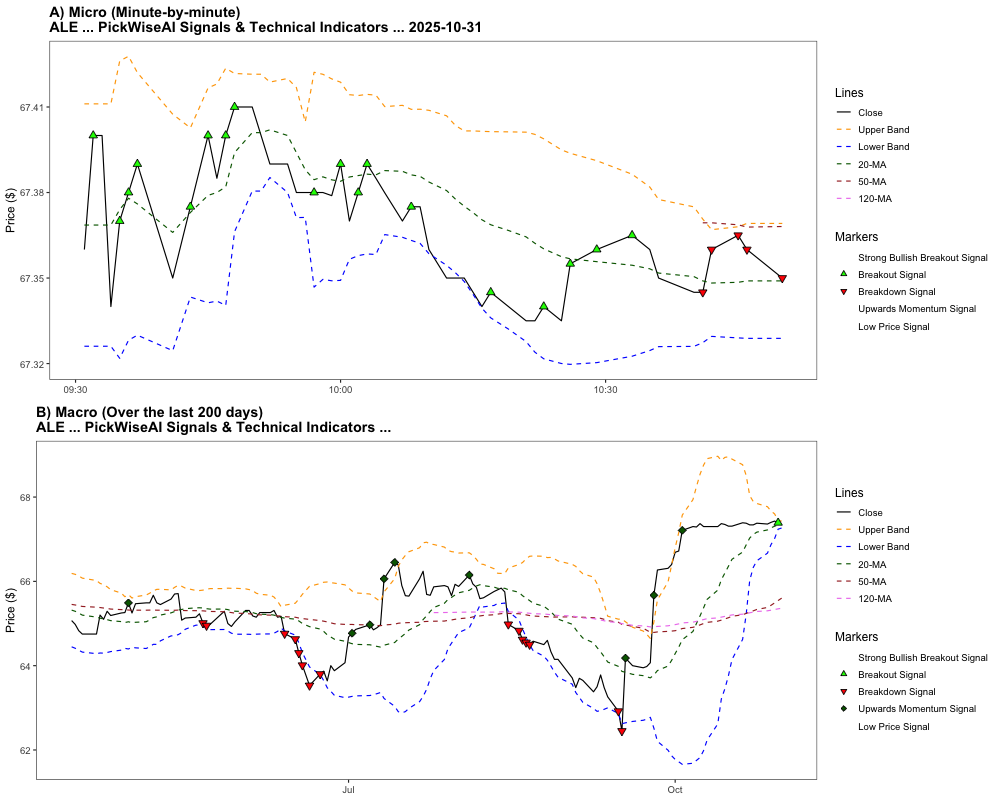 A) Micro (Minute-by-minute)
ALE ... PickWiseAI Signals & Technical Indicators ... 2025-10-31
Price ($)
67.41
67.38
67.35
67.32
09:30
10:00
10:30
Lines
Close
Upper Band
Lower Band
20-MA
50-MA
120-MA
Markers
Strong Bullish Breakout Signal
Breakout Signal
Breakdown Signal
Upwards Momentum Signal
Low Price Signal
B) Macro (Over the last 200 days)
ALE ... PickWiseAI Signals & Technical Indicators ...
Price ($)
68
66
64
62
Jul
Oct
Lines
Close
Upper Band
Lower Band
20-MA
50-MA
120-MA
Markers
Strong Bullish Breakout Signal
Breakout Signal
Breakdown Signal
Upwards Momentum Signal
Low Price Signal